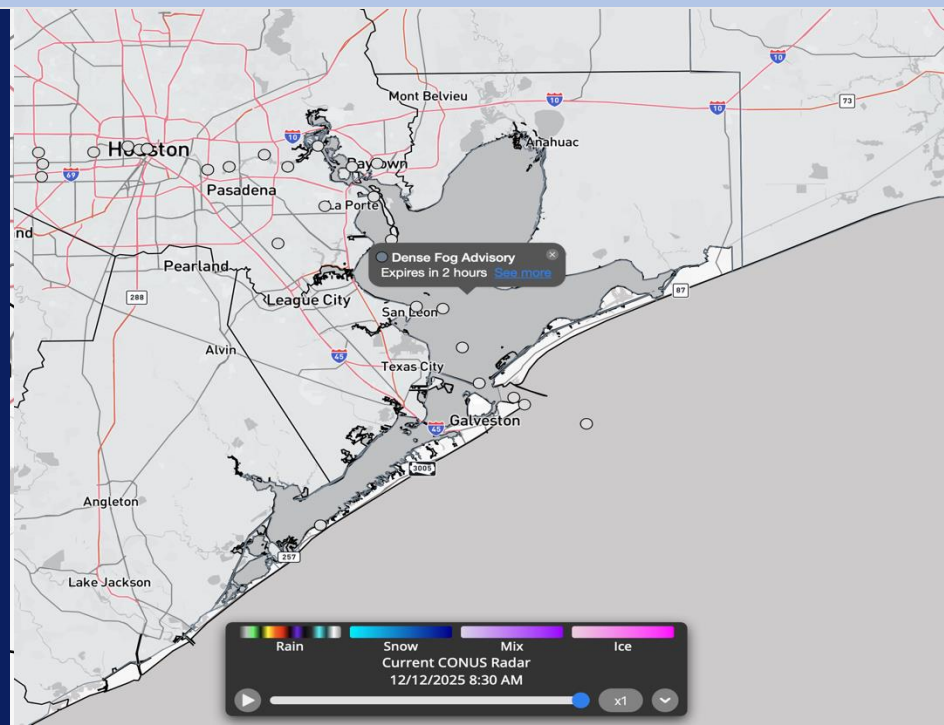 10
10
10
73
Mont Belvieu
Anahuac
Houston
69
Baytown
Pasadena
La Porte
nd
Dense Fog Advisory
Expires in 2 hours See more
Pearland
288
League City
87
San Leon
Alvin
45
Texas City
45
Galveston
3005
Angleton
257
Lake Jackson
Rain Snow Mix Ice
Current CONUS Radar
12/12/2025 8:30 AM
x1